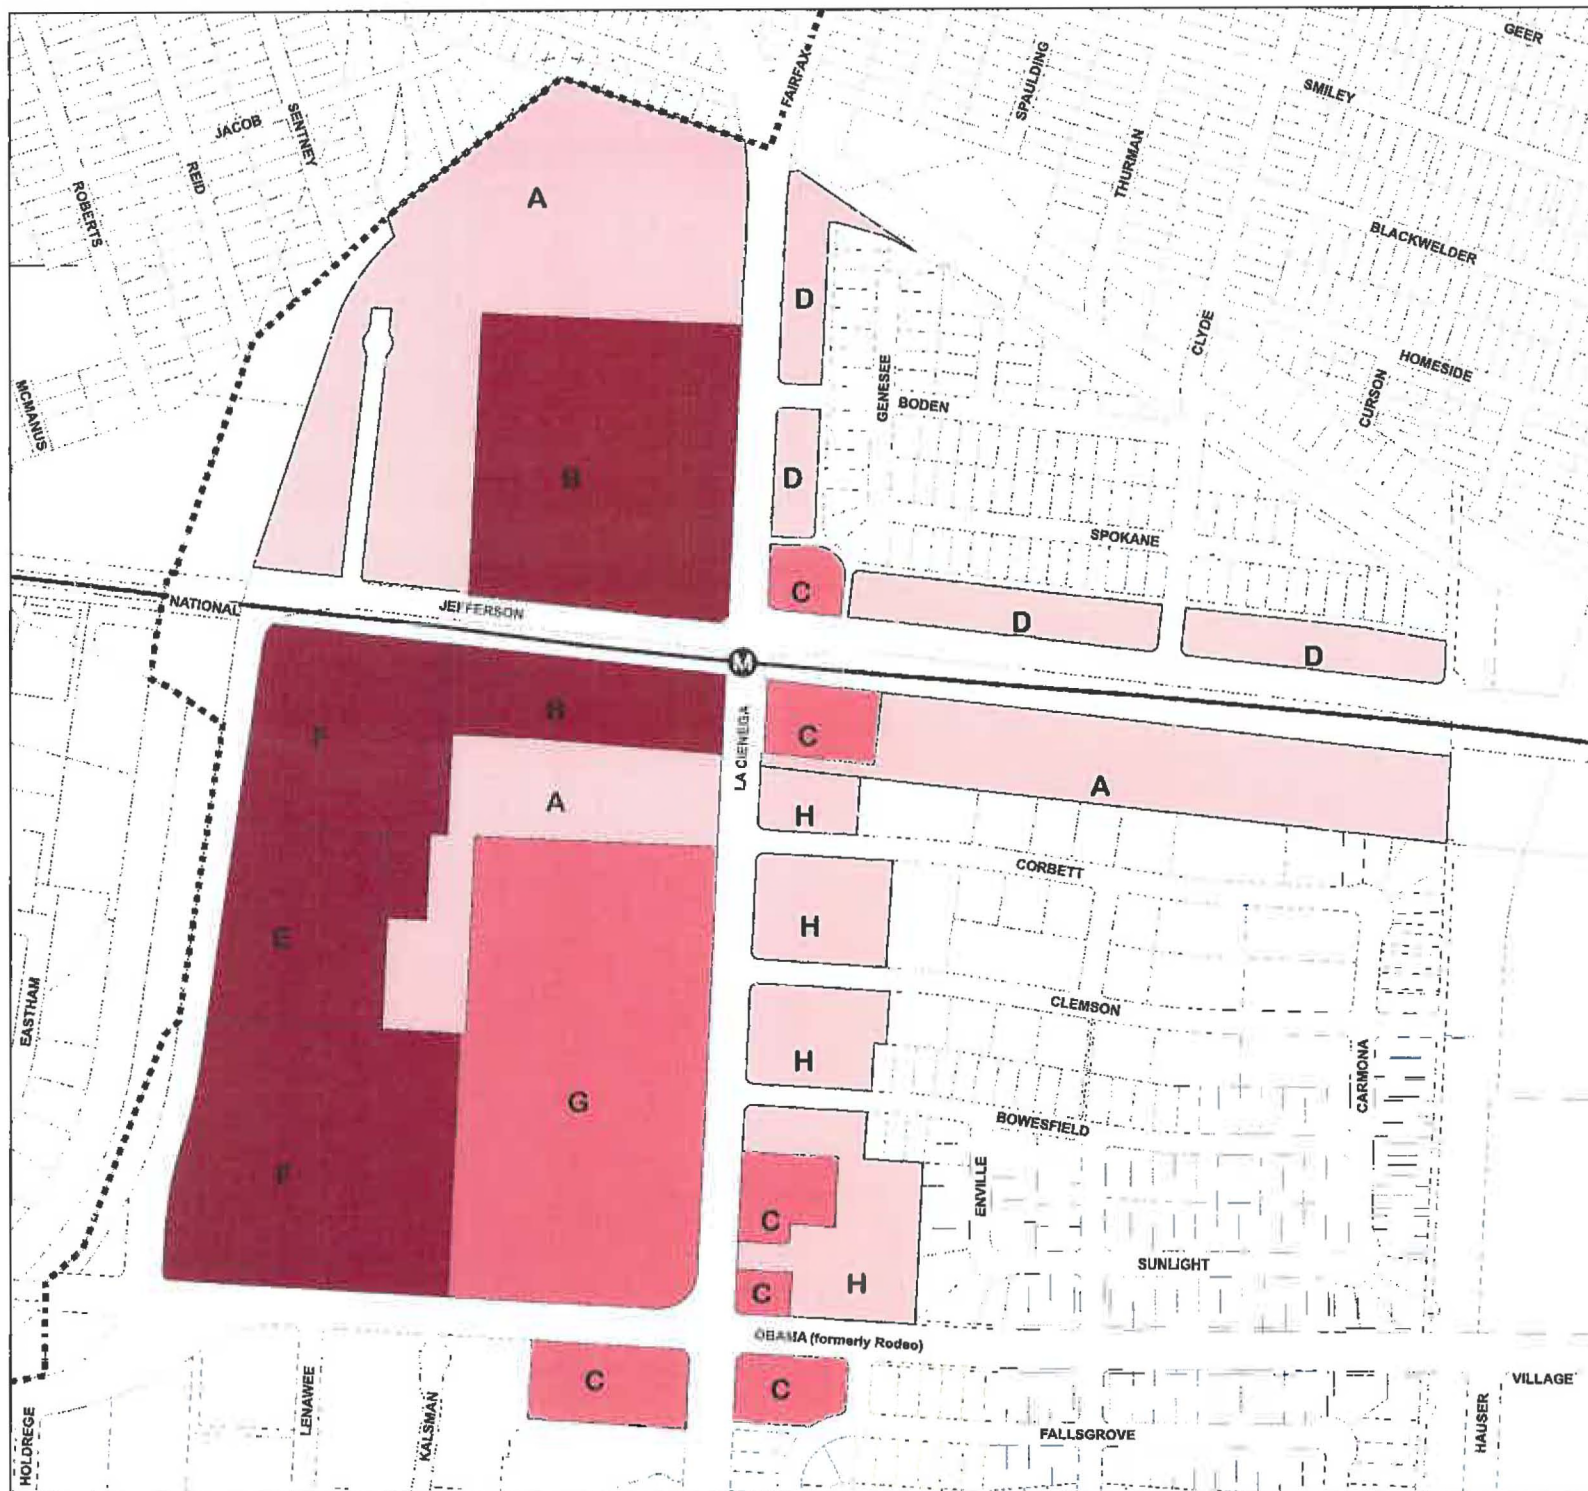 GEER
FAIRFAX
SPAULDING
SMILEY
JACOB
SENTNEY
THURMAN
REID
ROBERTS
A
BLACKWELDER
D
CLYDE
HOMESIDE
MCMANUS
GENESEE
BODEN
CURSON
B
D
SPOKANE
C
NATIONAL
JEFFERSON
D
D
M
F
B
LA CIENEGA
C
A
A
H
CORBETT
E
H
EASTHAM
CLEMSON
H
CARMONA
G
BOWESFIELD
F
ENVILLE
C
SUNLIGHT
C
H
OBAMA (formerly Rodeo)
C
C
VILLAGE
LENAWEE
KALSMAN
HOLDREGE
FALLSGROVE
HAUSER